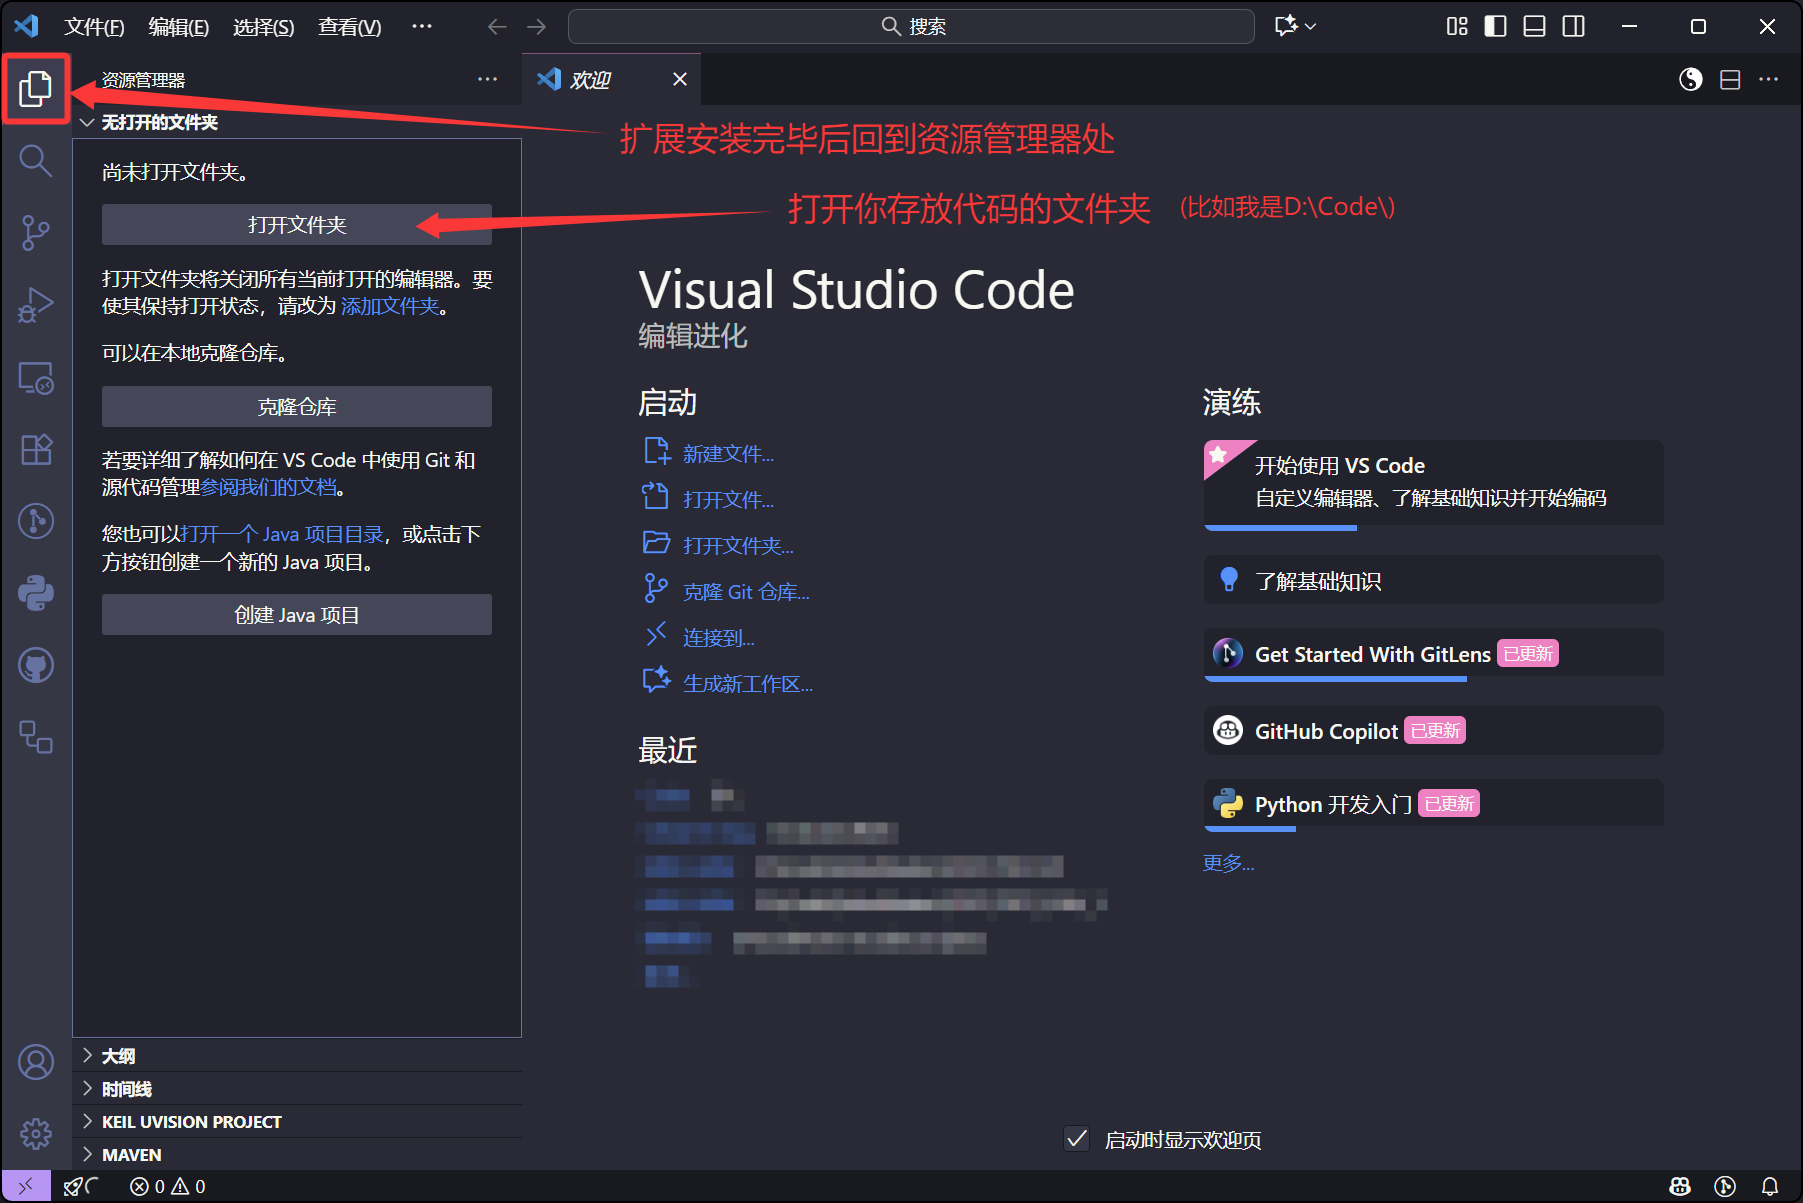 文件(F) 编辑(E) 选择(S) 查看(V) ··· 搜索
资源管理器 ···
欢迎
无打开的文件夹
扩展安装完毕后回到资源管理器处
尚未打开文件夹。
打开文件夹
打开你存放代码的文件夹 (比如我是D:\Code\)
打开文件夹将关闭所有当前打开的编辑器。要
使其保持打开状态，请改为 添加文件夹。
可以在本地克隆仓库。
克隆仓库
若要详细了解如何在 VS Code 中使用 Git 和
源代码管理参阅我们的文档。
您也可以打开一个 Java 项目目录，或点击下
方按钮创建一个新的 Java 项目。
创建 Java 项目
大纲
时间线
KEIL UVISION PROJECT
MAVEN
Visual Studio Code
编辑进化
启动
新建文件...
打开文件...
打开文件夹...
克隆 Git 仓库...
连接到...
生成新工作区...
最近
演练
开始使用 VS Code
自定义编辑器、了解基础知识并开始编码
了解基础知识
Get Started With GitLens 已更新
GitHub Copilot 已更新
Python 开发入门 已更新
更多...
启动时显示欢迎页
0 0